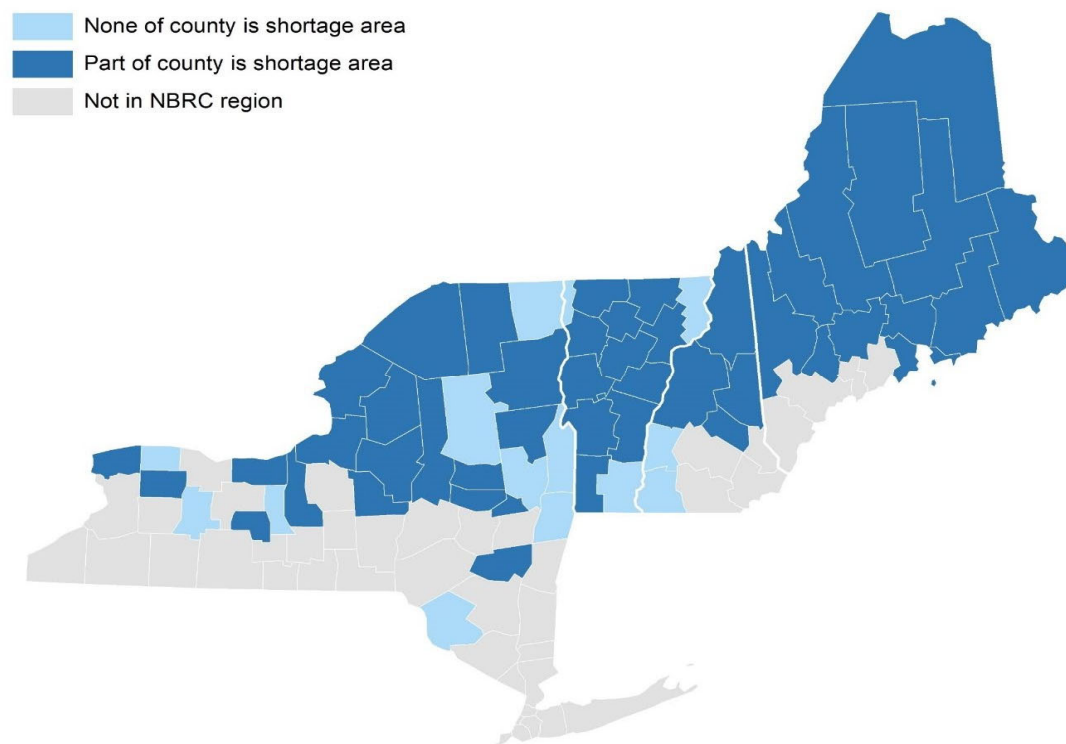 None of county is shortage area
Part of county is shortage area
Not in NBRC region